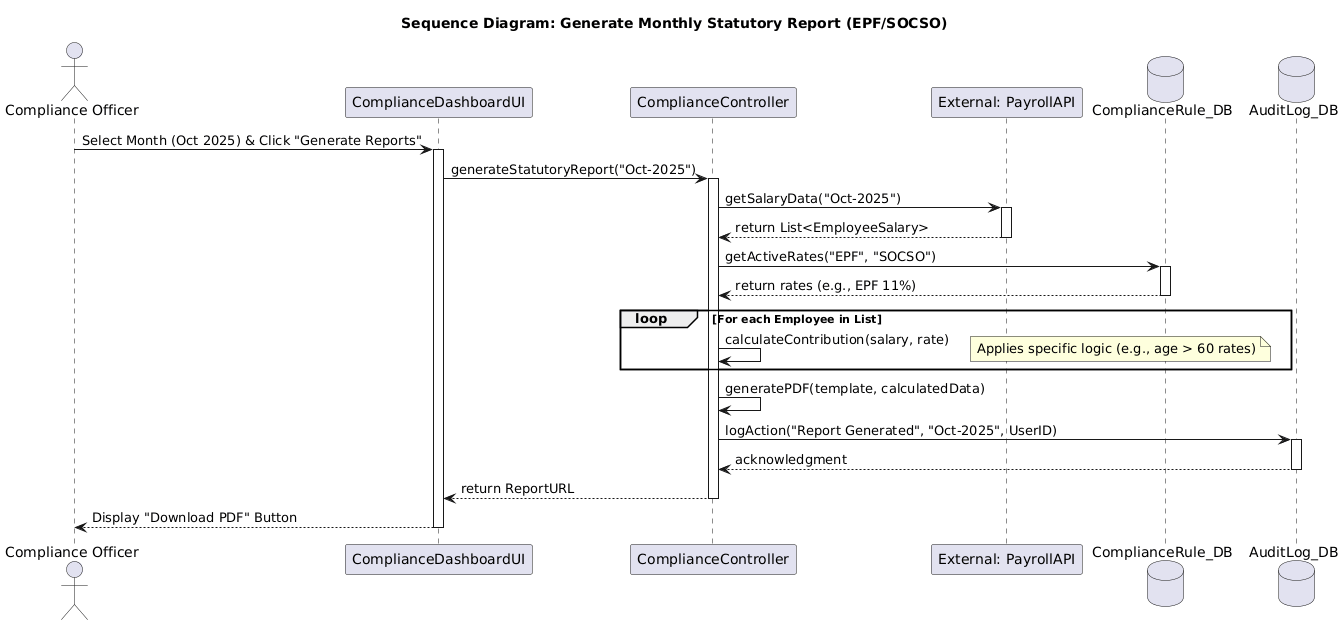 Sequence Diagram: Generate Monthly Statutory Report (EPF/SOCSO)
Compliance Officer
ComplianceDashboardUI
ComplianceController
External: PayrollAPI
ComplianceRule_DB
AuditLog_DB
Select Month (Oct 2025) & Click "Generate Reports"
generateStatutoryReport("Oct-2025")
getSalaryData("Oct-2025")
return List<EmployeeSalary>
getActiveRates("EPF", "SOCSO")
return rates (e.g., EPF 11%)
loop
[For each Employee in List]
calculateContribution(salary, rate)
Applies specific logic (e.g., age > 60 rates)
generatePDF(template, calculatedData)
logAction("Report Generated", "Oct-2025", UserID)
acknowledgment
return ReportURL
Display "Download PDF" Button
Compliance Officer
ComplianceDashboardUI
ComplianceController
External: PayrollAPI
ComplianceRule_DB
AuditLog_DB